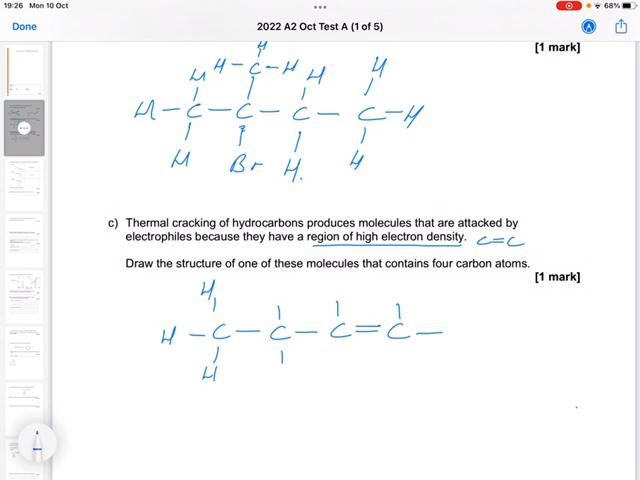 19:26 Mon 10 Oct
68%
Done
2022 A2 Oct Test A (1 of 5)
[1 mark]
H
H H-C-H H H
H-C-C-C-C-H
H Br H. H
c) Thermal cracking of hydrocarbons produces molecules that are attacked by
electrophiles because they have a region of high electron density. C=C
Draw the structure of one of these molecules that contains four carbon atoms.
[1 mark]
H
H-C-C-C=C-
H